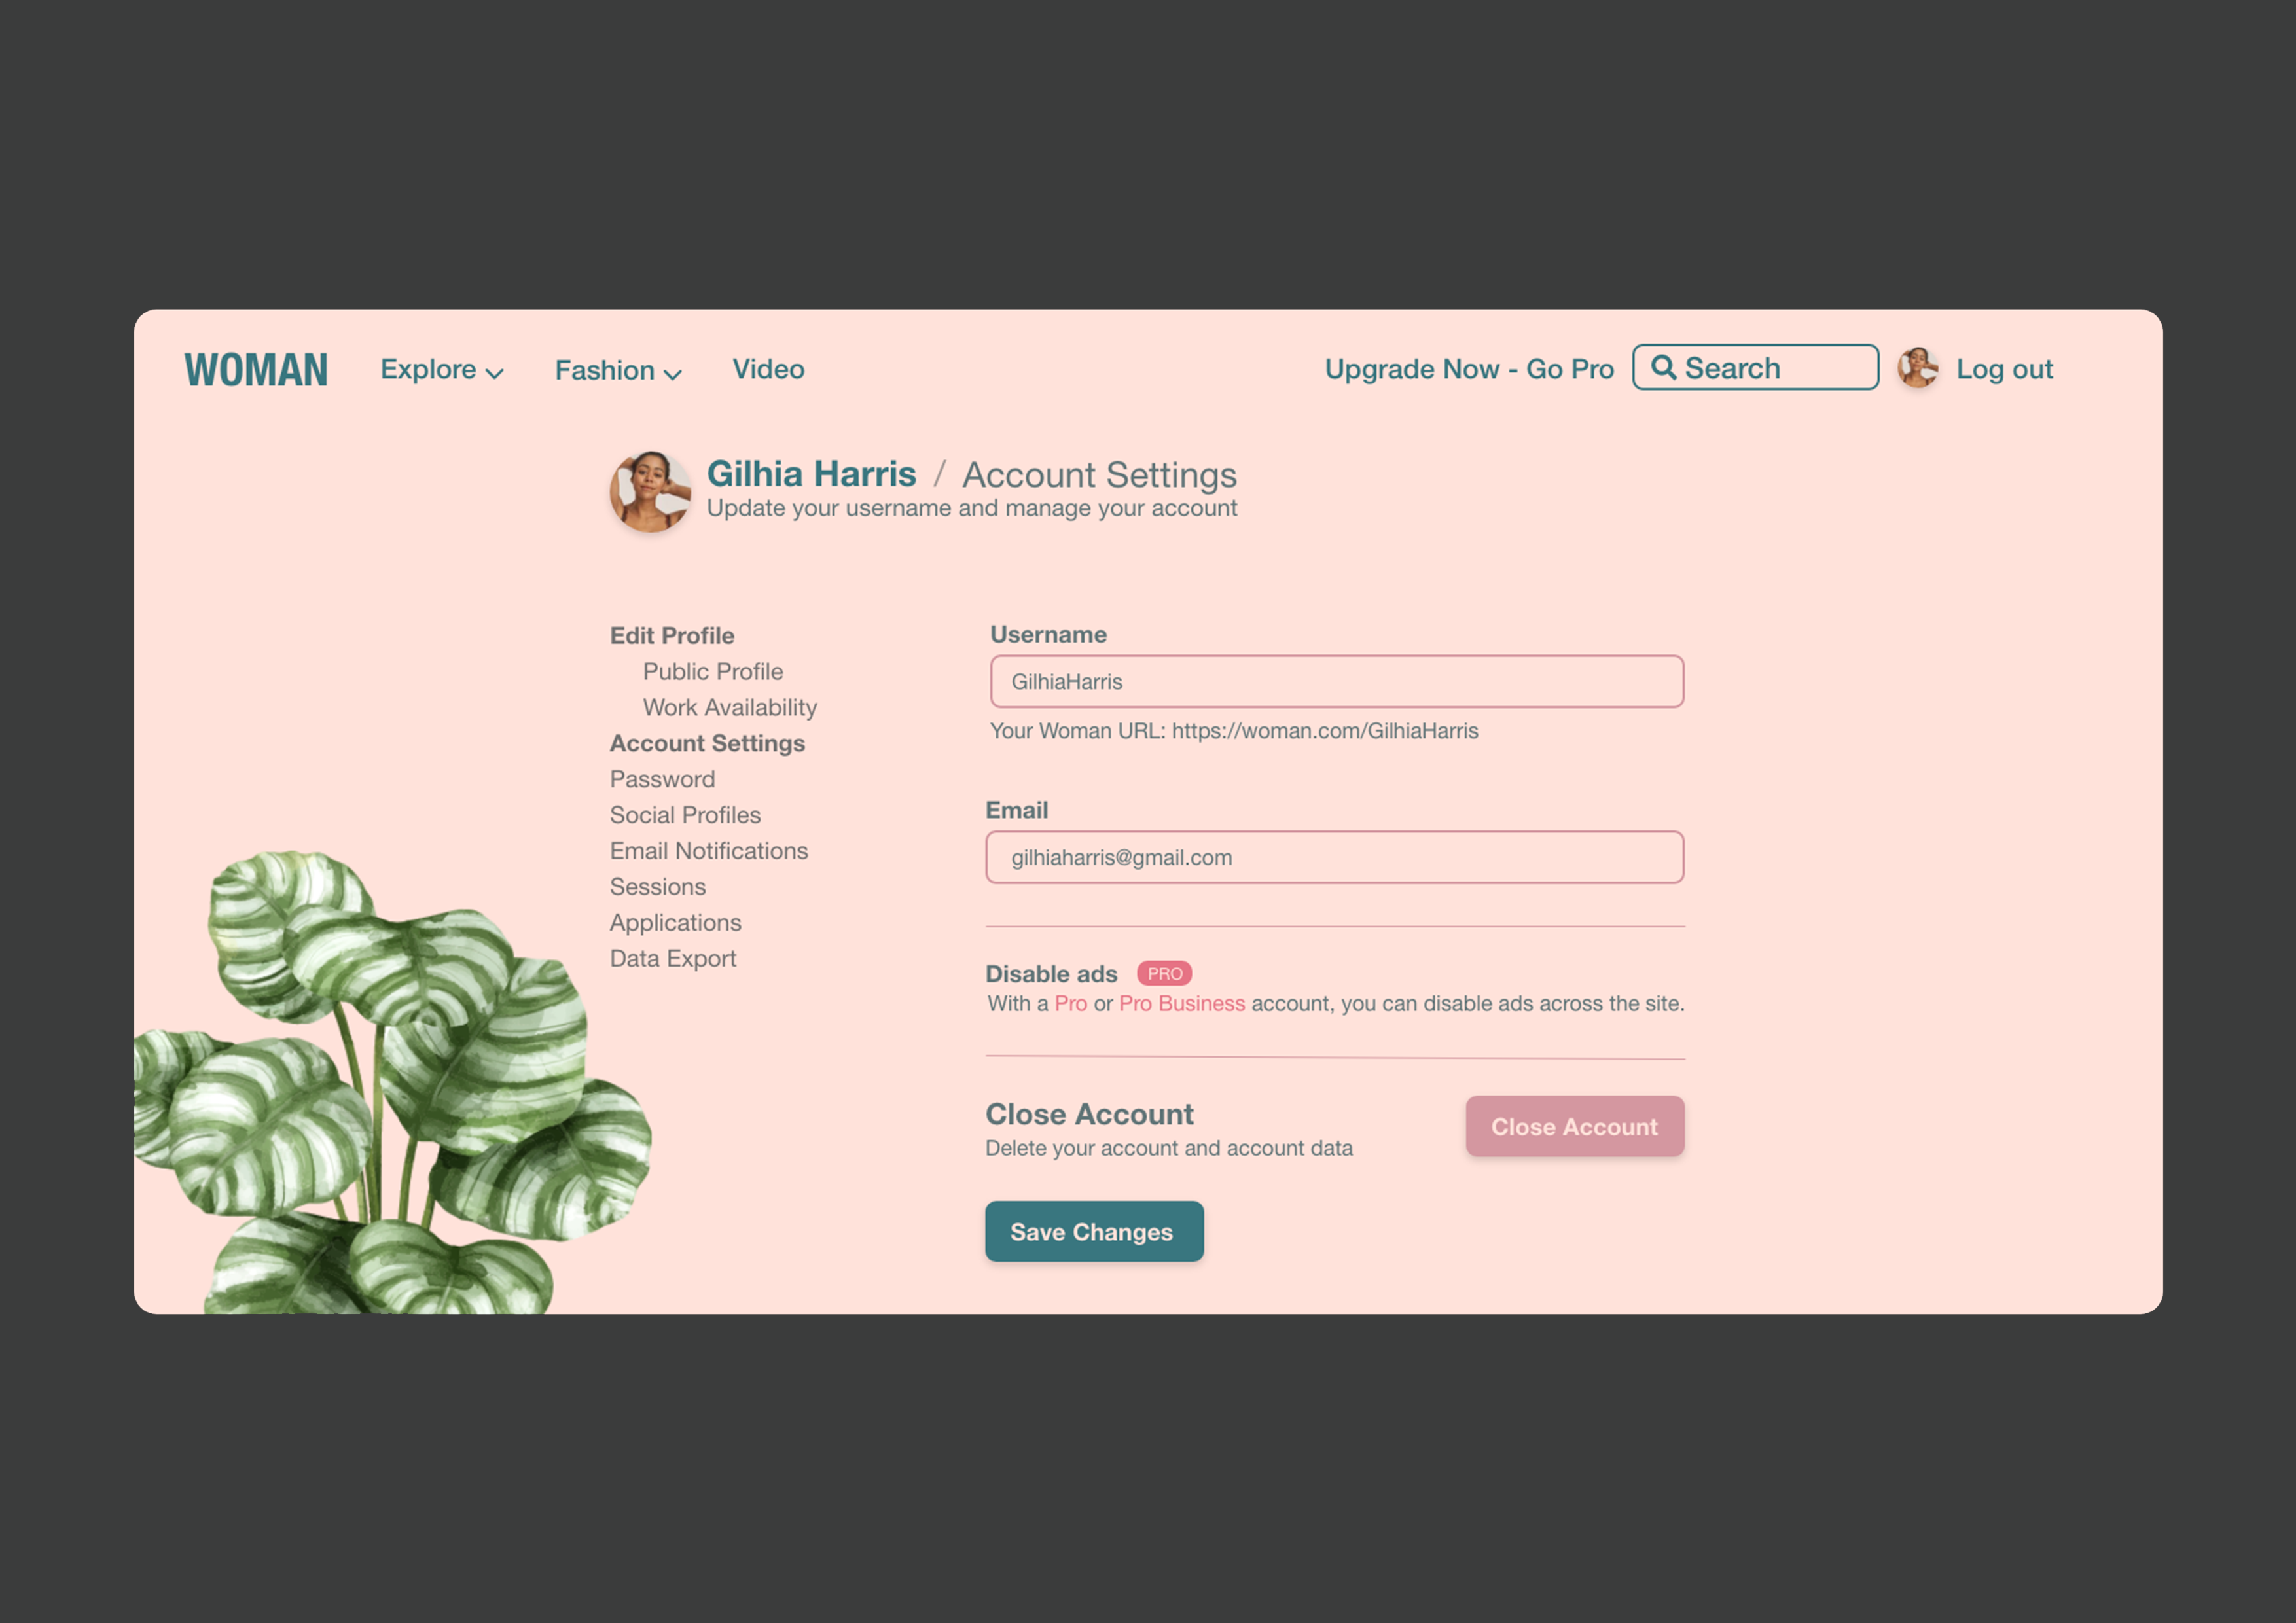 WOMAN Explore Fashion Video Upgrade Now - Go Pro Search Log out
Gilhia Harris / Account Settings
Update your username and manage your account
Edit Profile
Public Profile
Work Availability
Account Settings
Password
Social Profiles
Email Notifications
Sessions
Applications
Data Export
Username
GilhiaHarris
Your Woman URL: https://woman.com/GilhiaHarris
Email
gilhiaharris@gmail.com
Disable ads PRO
With a Pro or Pro Business account, you can disable ads across the site.
Close Account
Delete your account and account data
Close Account
Save Changes